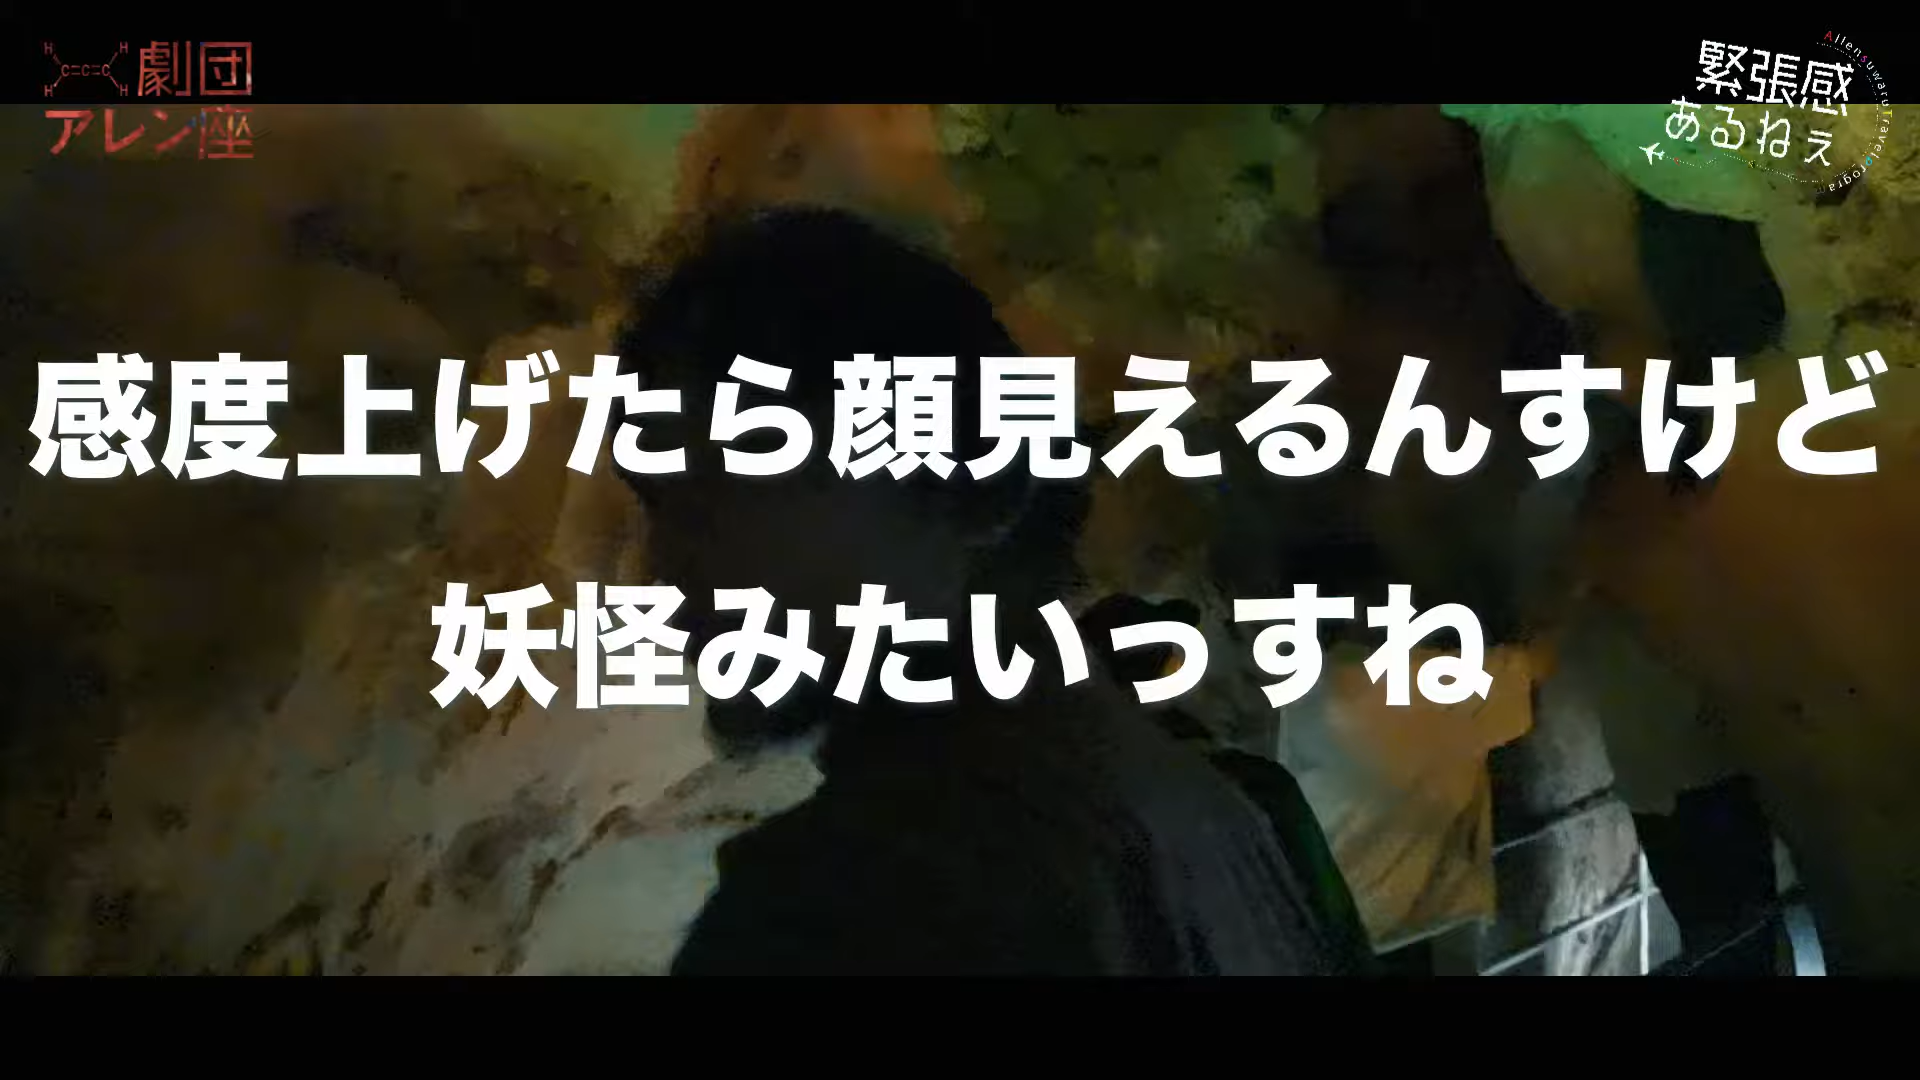 劇団
アレン座
緊張感
あるねぇ
AllensuwaruTravelprogram
感度上げたら顔見えるんすけど
妖怪みたいっすね